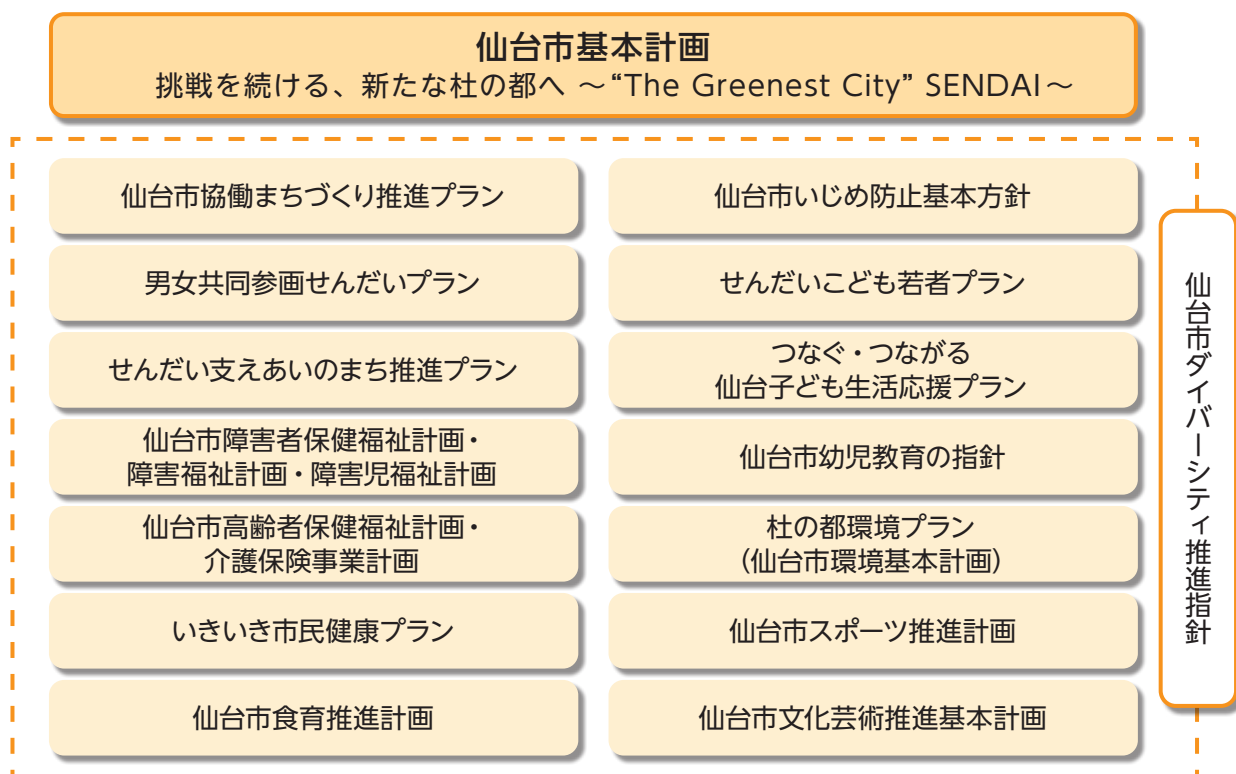 仙台市基本計画
挑戦を続ける、新たな杜の都へ ～“The Greenest City” SENDAI～
仙台市協働まちづくり推進プラン
男女共同参画せんだいプラン
せんだい支えあいのまち推進プラン
仙台市障害者保健福祉計画・
障害福祉計画・障害児福祉計画
仙台市高齢者保健福祉計画・
介護保険事業計画
いきいき市民健康プラン
仙台市食育推進計画
仙台市いじめ防止基本方針
せんだいこども若者プラン
つなぐ・つながる
仙台子ども生活応援プラン
仙台市幼児教育の指針
杜の都環境プラン
（仙台市環境基本計画）
仙台市スポーツ推進計画
仙台市文化芸術推進基本計画
仙台市ダイバーシティ推進指針